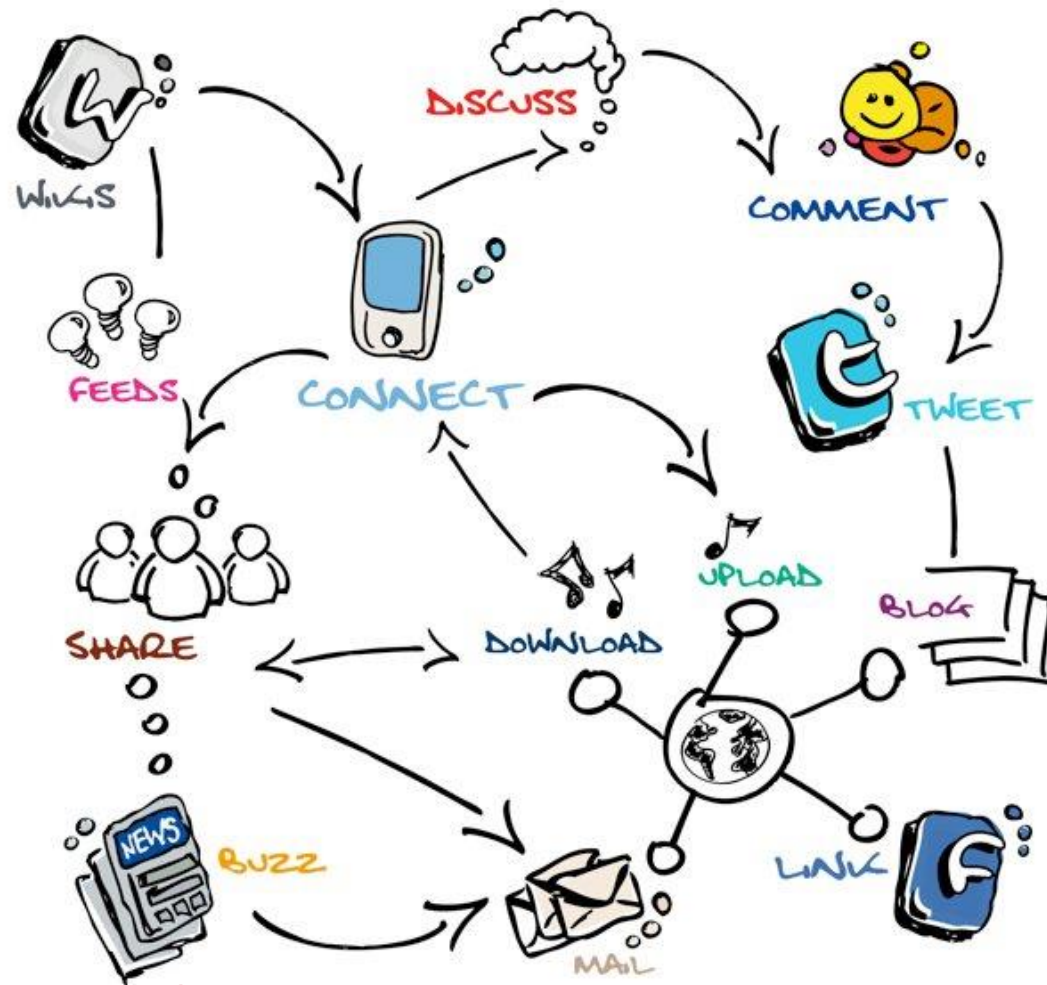 W
WIKIS
DISCUSS
COMMENT
FEEDS
CONNECT
t
TWEET
SHARE
DOWNLOAD
UPLOAD
BLOG
NEWS
BUZZ
MAIL
LINK
F